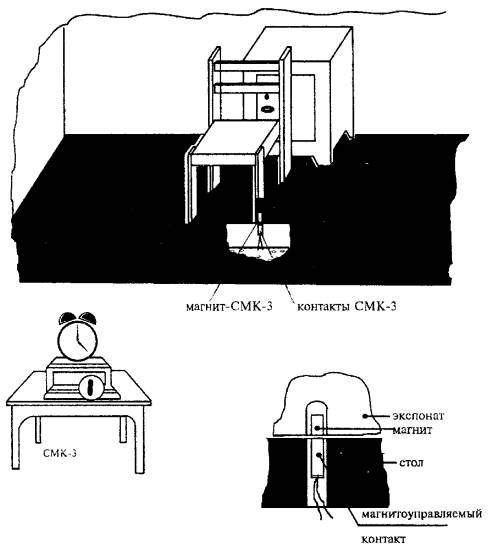 магнит-СМК-3 контакты СМК-3
СМК-3
экспонат
магнит
стол
магнитоуправляемый
контакт